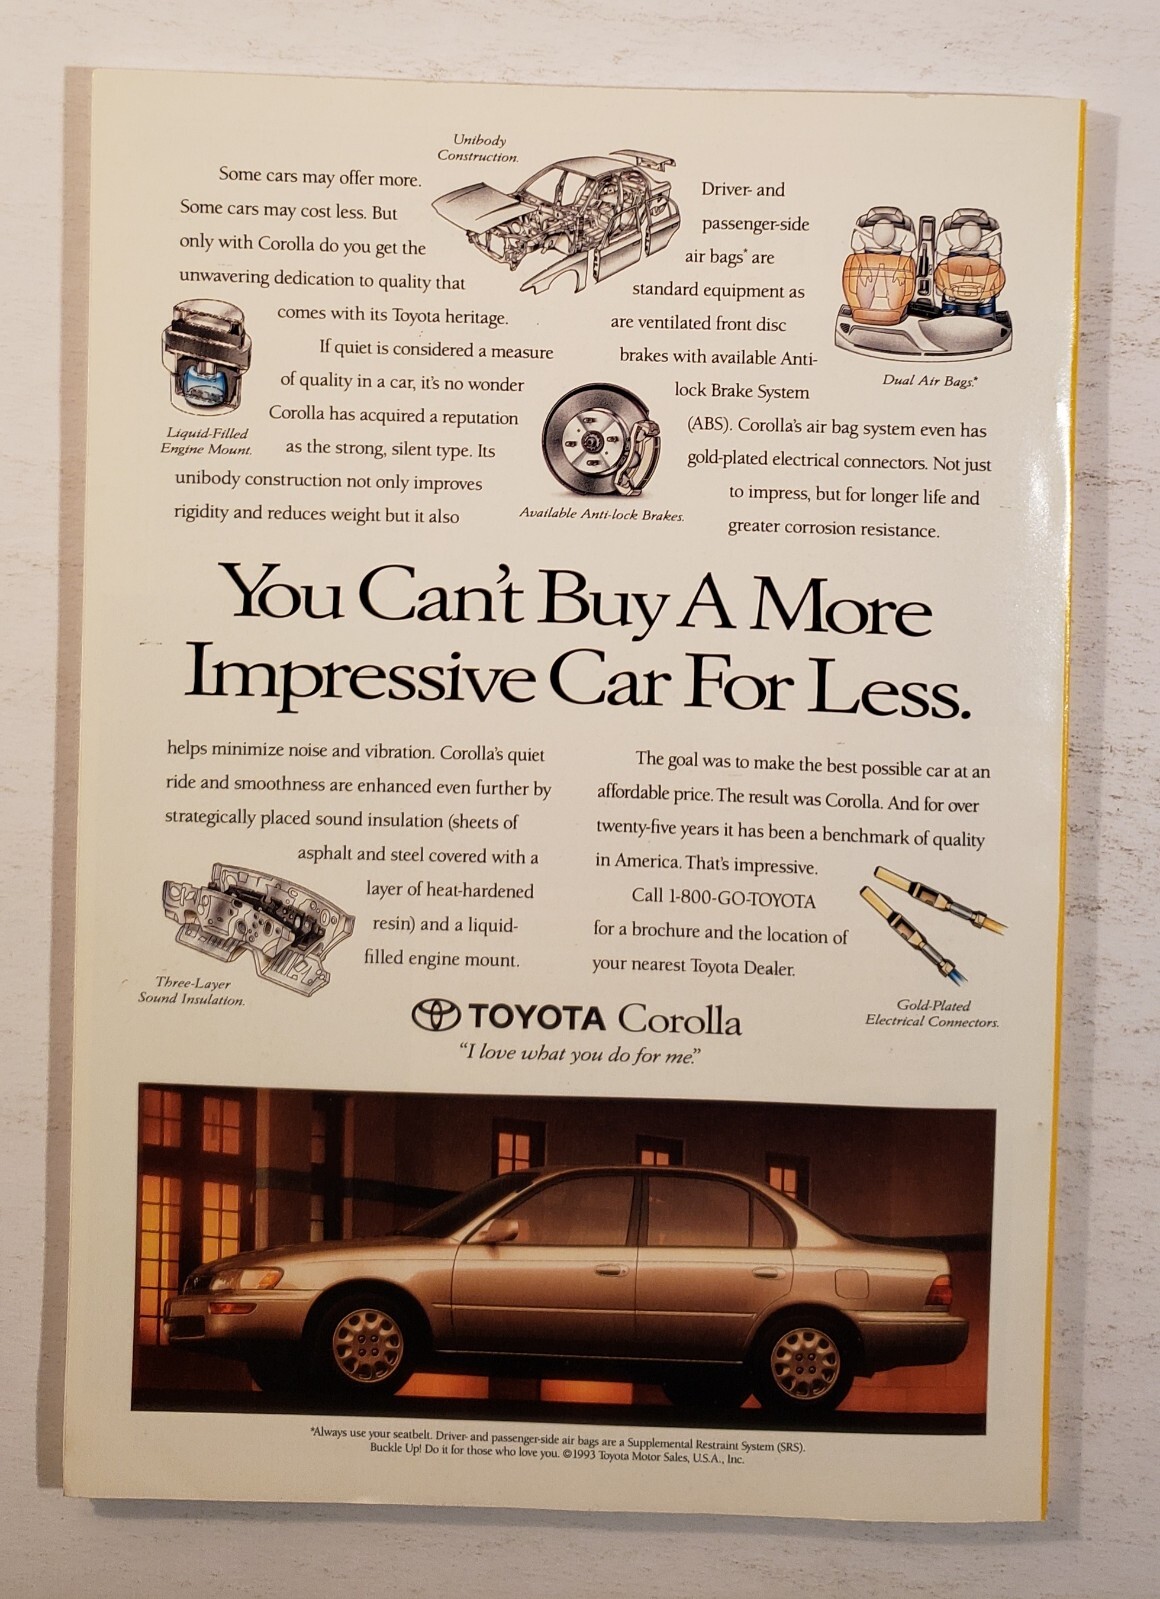 Unibody
Construction.
Some cars may offer more.
Some cars may cost less. But
only with Corolla do you get the
unwavering dedication to quality that
comes with its Toyota heritage.
If quiet is considered a measure
of quality in a car, it's no wonder
Corolla has acquired a reputation
as the strong, silent type. Its
unibody construction not only improves
rigidity and reduces weight but it also
Liquid-Filled
Engine Mount.
Driver- and
passenger-side
air bags* are
standard equipment as
are ventilated front disc
brakes with available Anti-
lock Brake System
(ABS). Corolla's air bag system even has
gold-plated electrical connectors. Not just
to impress, but for longer life and
greater corrosion resistance.
Dual Air Bags.*
Available Anti-lock Brakes.
You Can't Buy A More
Impressive Car For Less.
helps minimize noise and vibration. Corolla's quiet
ride and smoothness are enhanced even further by
strategically placed sound insulation (sheets of
asphalt and steel covered with a
layer of heat-hardened
resin) and a liquid-
filled engine mount.
Three-Layer
Sound Insulation.
The goal was to make the best possible car at an
affordable price. The result was Corolla. And for over
twenty-five years it has been a benchmark of quality
in America. That's impressive.
Call 1-800-GO-TOYOTA
for a brochure and the location of
your nearest Toyota Dealer.
Gold-Plated
Electrical Connectors.
TOYOTA Corolla
"I love what you do for me."
*Always use your seatbelt. Driver- and passenger-side air bags are a Supplemental Restraint System (SRS).
Buckle Up! Do it for those who love you. ©1993 Toyota Motor Sales, U.S.A., Inc.